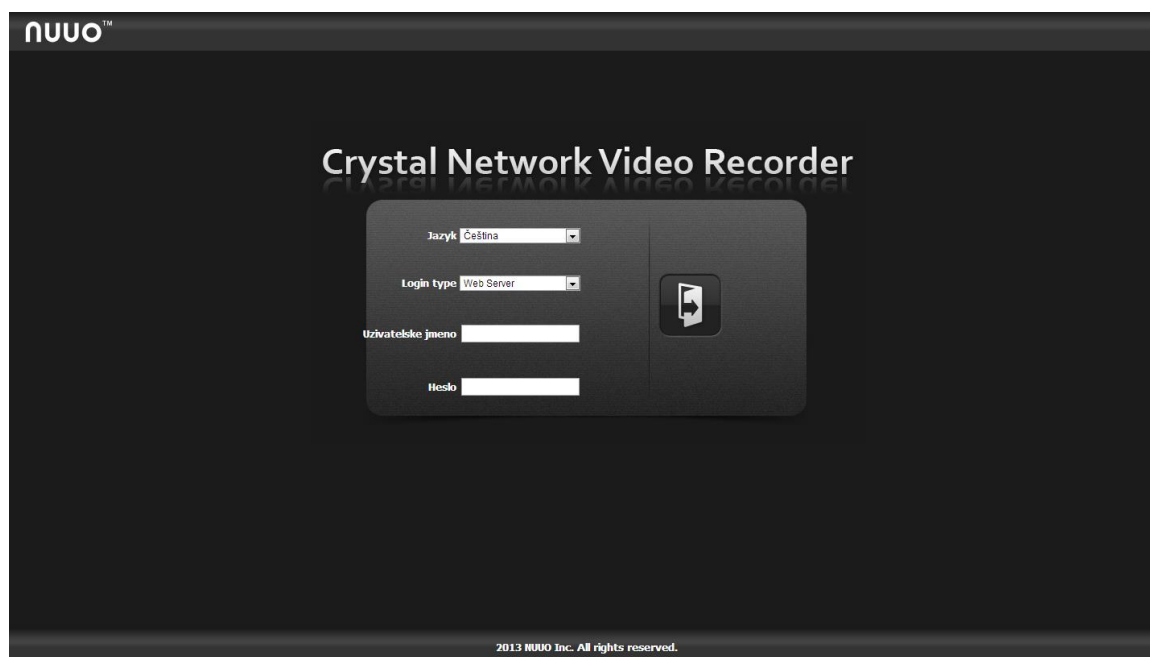 nuuo™
Crystal Network Video Recorder
Jazyk Čeština
Login type Web Server
Uzivatelske jmeno
Heslo
2013 NUUO Inc. All rights reserved.